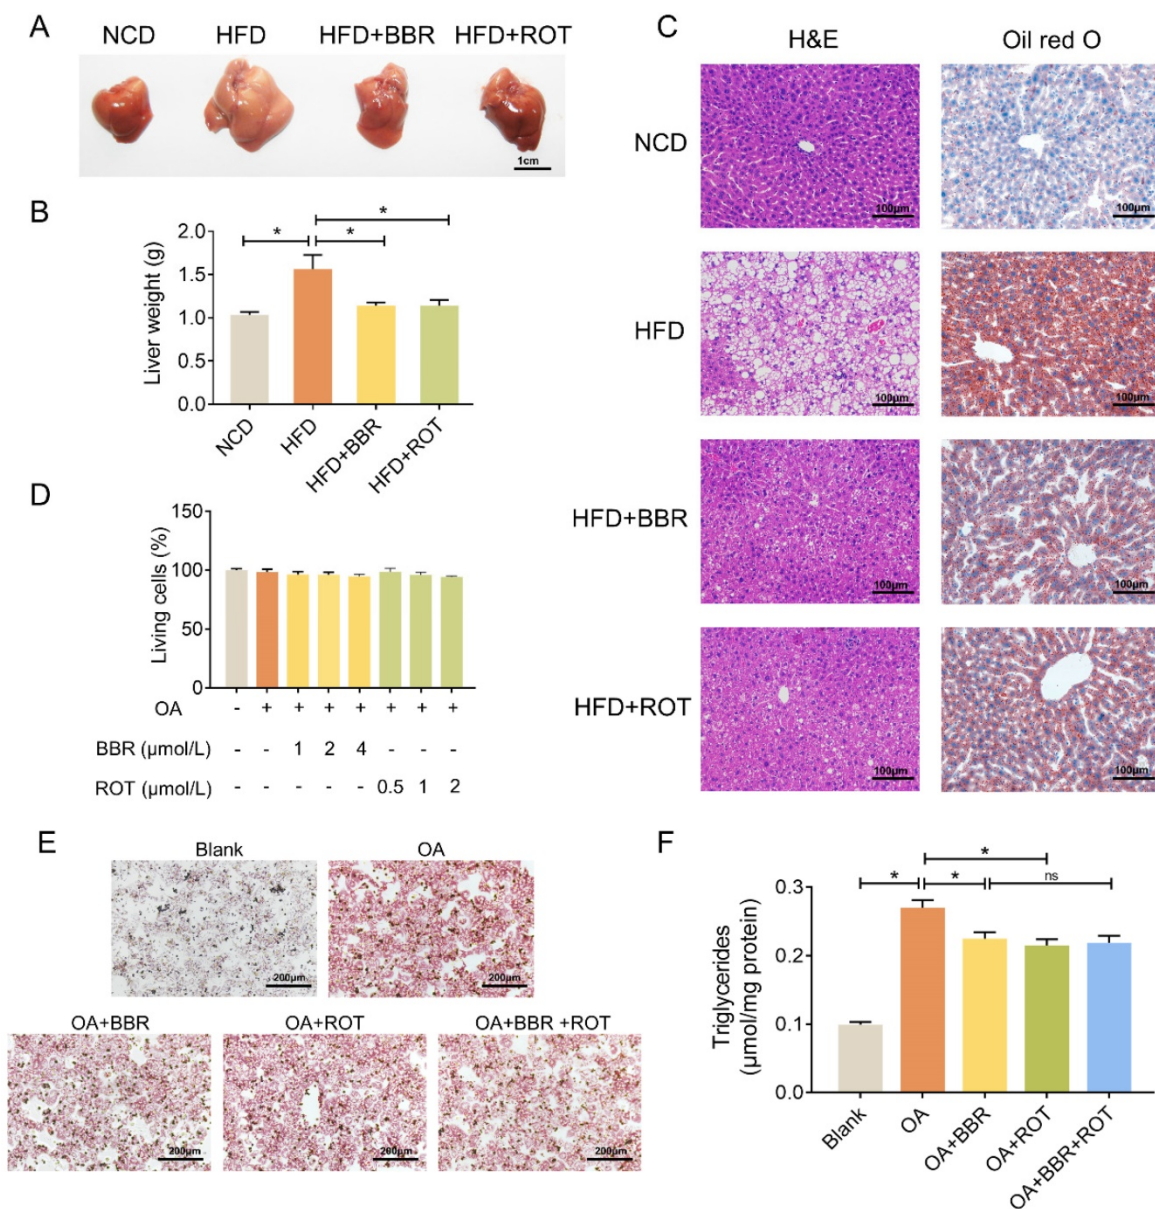 A
NCD HFD HFD+BBR HFD+ROT
1cm
B
Liver weight (g)
2.0
1.5
1.0
0.5
0.0
* * *
NCD HFD HFD+BBR HFD+ROT
C
H&E Oil red O
NCD
100µm 100µm
HFD
100µm 100µm
HFD+BBR
100µm 100µm
HFD+ROT
100µm 100µm
D
Living cells (%)
150
100
50
0
OA - + + + + + + +
BBR (µmol/L) - - 1 2 4 - - -
ROT (µmol/L) - - - - - 0.5 1 2
E
Blank OA
200µm 200µm
OA+BBR OA+ROT OA+BBR +ROT
200µm 200µm 200µm
F
Triglycerides
(µmol/mg protein)
0.3
0.2
0.1
0.0
*
* * ns
Blank OA OA+BBR OA+ROT OA+BBR+ROT